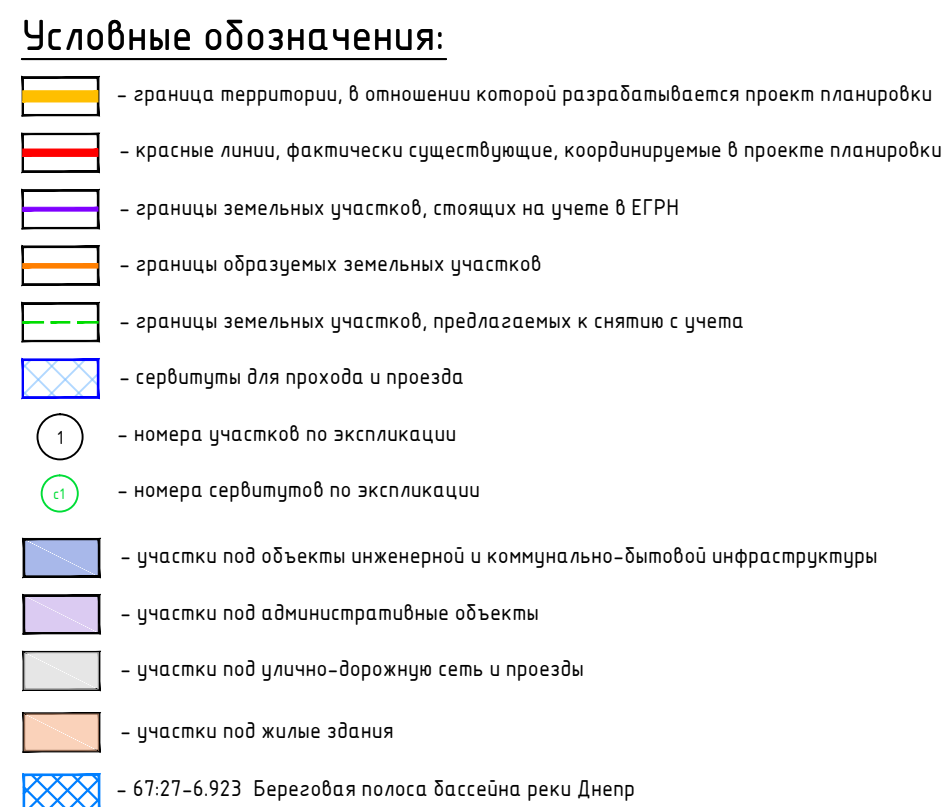 Условные обозначения:
- граница территории, в отношении которой разрабатывается проект планировки
- красные линии, фактически существующие, координируемые в проекте планировки
- границы земельных участков, стоящих на учете в ЕГРН
- границы образуемых земельных участков
- границы земельных участков, предлагаемых к снятию с учета
- сервитуты для прохода и проезда
1 - номера участков по экспликации
с1 - номера сервитутов по экспликации
- участки под объекты инженерной и коммунально-бытовой инфраструктуры
- участки под административные объекты
- участки под улично-дорожную сеть и проезды
- участки под жилые здания
- 67:27-6.923 Береговая полоса бассейна реки Днепр